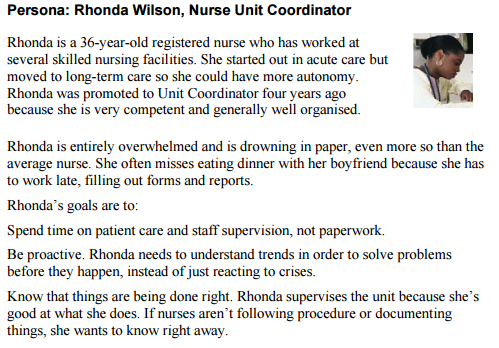 Persona: Rhonda Wilson, Nurse Unit Coordinator
Rhonda is a 36-year-old registered nurse who has worked at
several skilled nursing facilities. She started out in acute care but
moved to long-term care so she could have more autonomy.
Rhonda was promoted to Unit Coordinator four years ago
because she is very competent and generally well organised.
Rhonda is entirely overwhelmed and is drowning in paper, even more so than the
average nurse. She often misses eating dinner with her boyfriend because she has
to work late, filling out forms and reports.
Rhonda's goals are to:
Spend time on patient care and staff supervision, not paperwork.
Be proactive. Rhonda needs to understand trends in order to solve problems
before they happen, instead of just reacting to crises.
Know that things are being done right. Rhonda supervises the unit because she's
good at what she does. If nurses aren't following procedure or documenting
things, she wants to know right away.